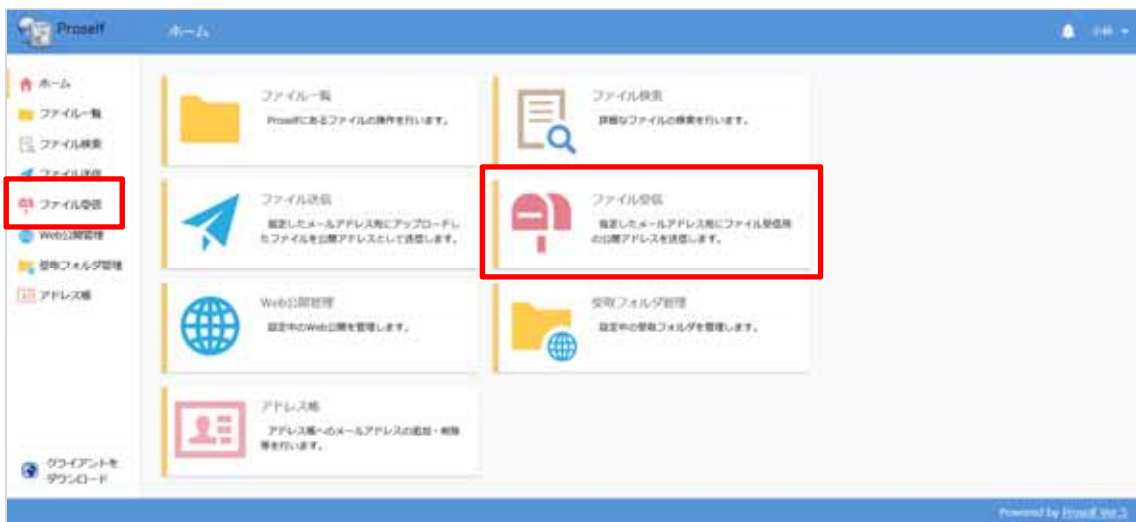 Proself
ホーム
小林
ホーム
ファイル一覧
ファイル検索
ファイル送信
ファイル受信
Web公開管理
受取フォルダ管理
アドレス帳
クライアントを
ダウンロード
ファイル一覧
Proselfにあるファイルの操作を行います。
ファイル検索
詳細なファイルの検索を行います。
ファイル送信
指定したメールアドレス宛にアップロードし
たファイルを公開アドレスとして送信します。
ファイル受信
指定したメールアドレス宛にファイル受信用
の公開アドレスを送信します。
Web公開管理
設定中のWeb公開を管理します。
受取フォルダ管理
設定中の受取フォルダを管理します。
アドレス帳
アドレス帳へのメールアドレスの追加・削除
等を行います。
Powered by Proself Ver.5